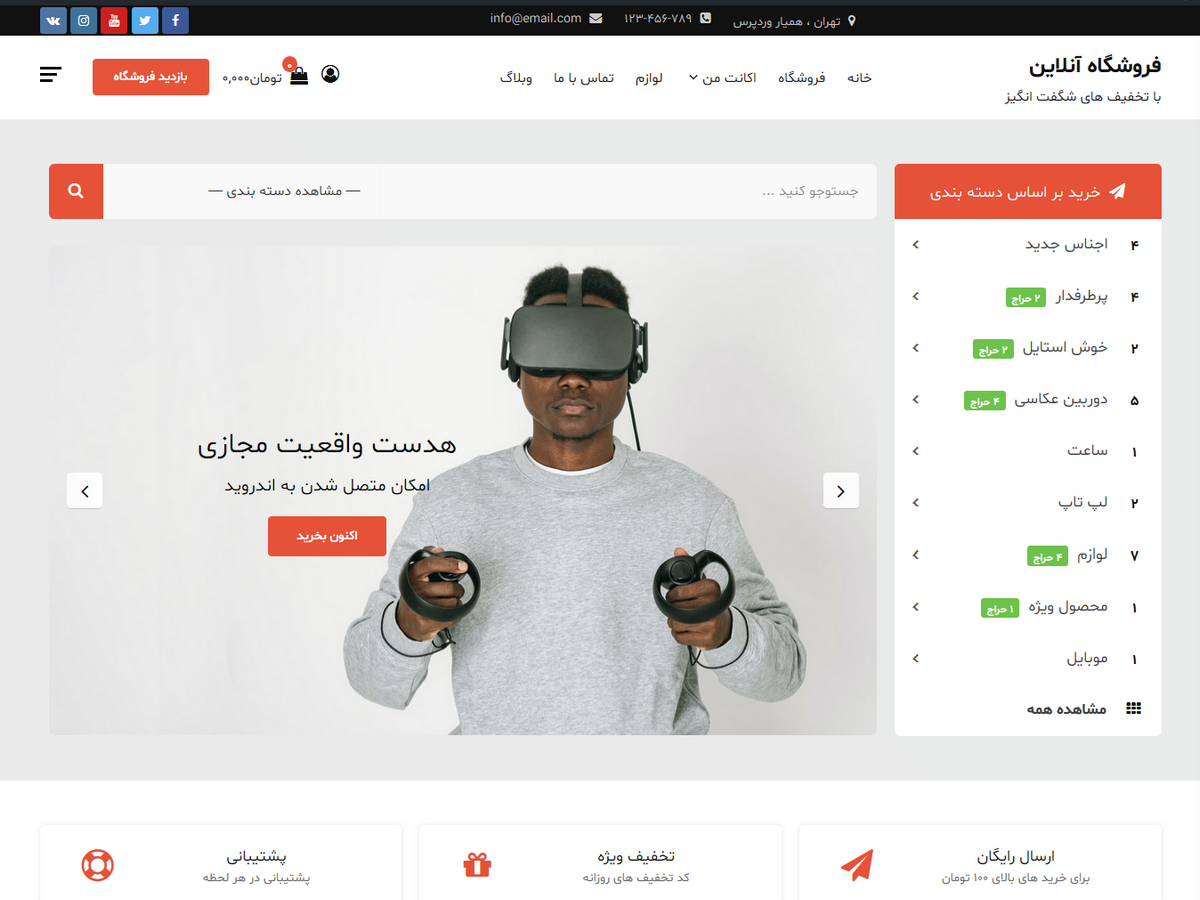 تهران ، همیار وردپرس
۱۲۳-۴۵۶-۷۸۹
info@email.com
فروشگاه آنلاین
با تخفیف های شگفت انگیز
خانه
فروشگاه
اکانت من
لوازم
تماس با ما
وبلاگ
۰
تومان۰,۰۰۰
بازدید فروشگاه
خرید بر اساس دسته بندی
۴ اجناس جدید
۴ پرطرفدار ۲ حراج
۲ خوش استایل ۲ حراج
۵ دوربین عکاسی ۴ حراج
۱ ساعت
۲ لپ تاپ
۷ لوازم ۴ حراج
۱ محصول ویژه ۱ حراج
۱ موبایل
مشاهده همه
جستوجو کنید ...
— مشاهده دسته بندی —
هدست واقعیت مجازی
امکان متصل شدن به اندروید
اکنون بخرید
ارسال رایگان
برای خرید های بالای ۱۰۰ تومان
تخفیف ویژه
کد تخفیف های روزانه
پشتیبانی
پشتیبانی در هر لحظه